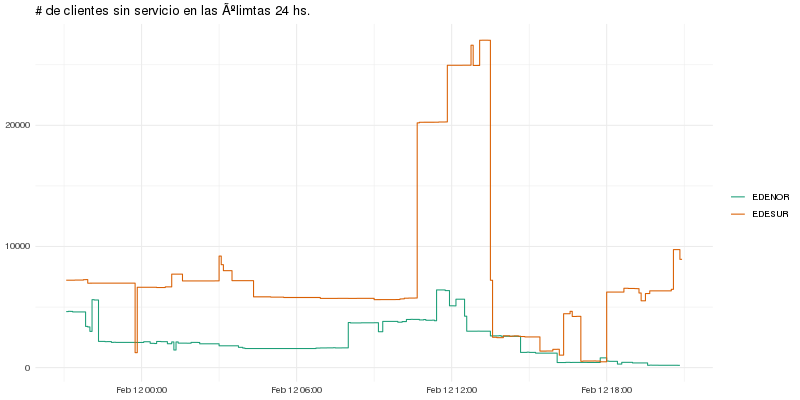 # de clientes sin servicio en las Ãºlimtas 24 hs.
20000
10000
0
Feb 12 00:00
Feb 12 06:00
Feb 12 12:00
Feb 12 18:00
EDENOR
EDESUR